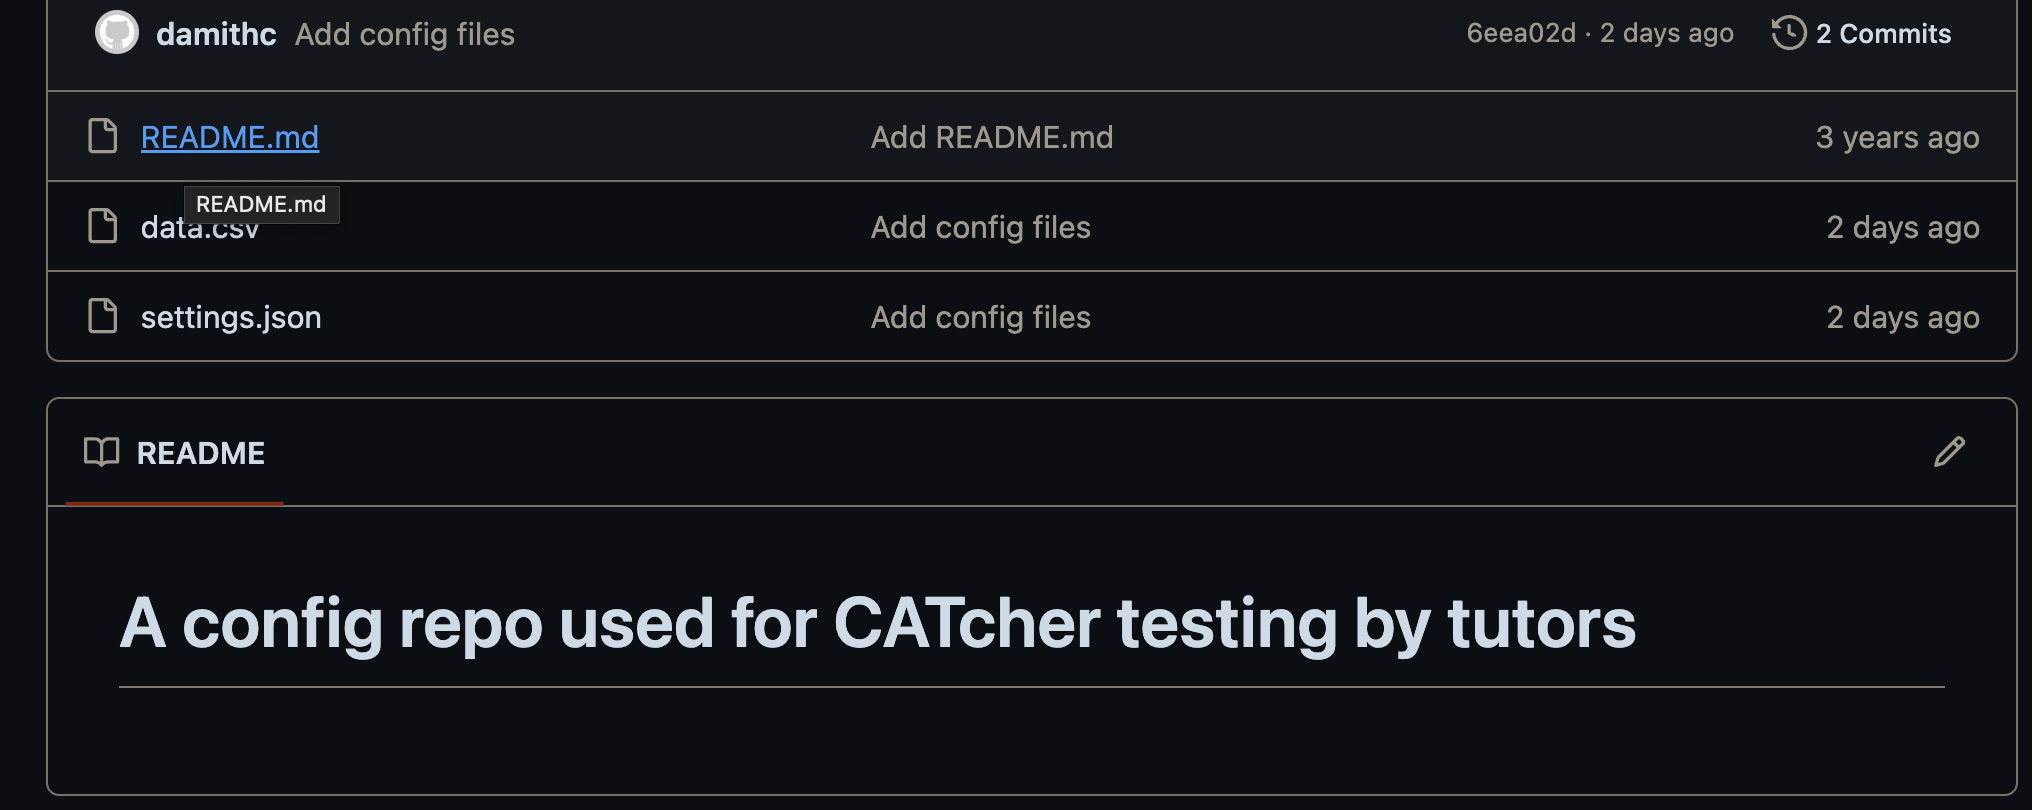 damithc Add config files 6eea02d · 2 days ago 2 Commits
README.md Add README.md 3 years ago
README.md
data.csv Add config files 2 days ago
settings.json Add config files 2 days ago
README
A config repo used for CATcher testing by tutors